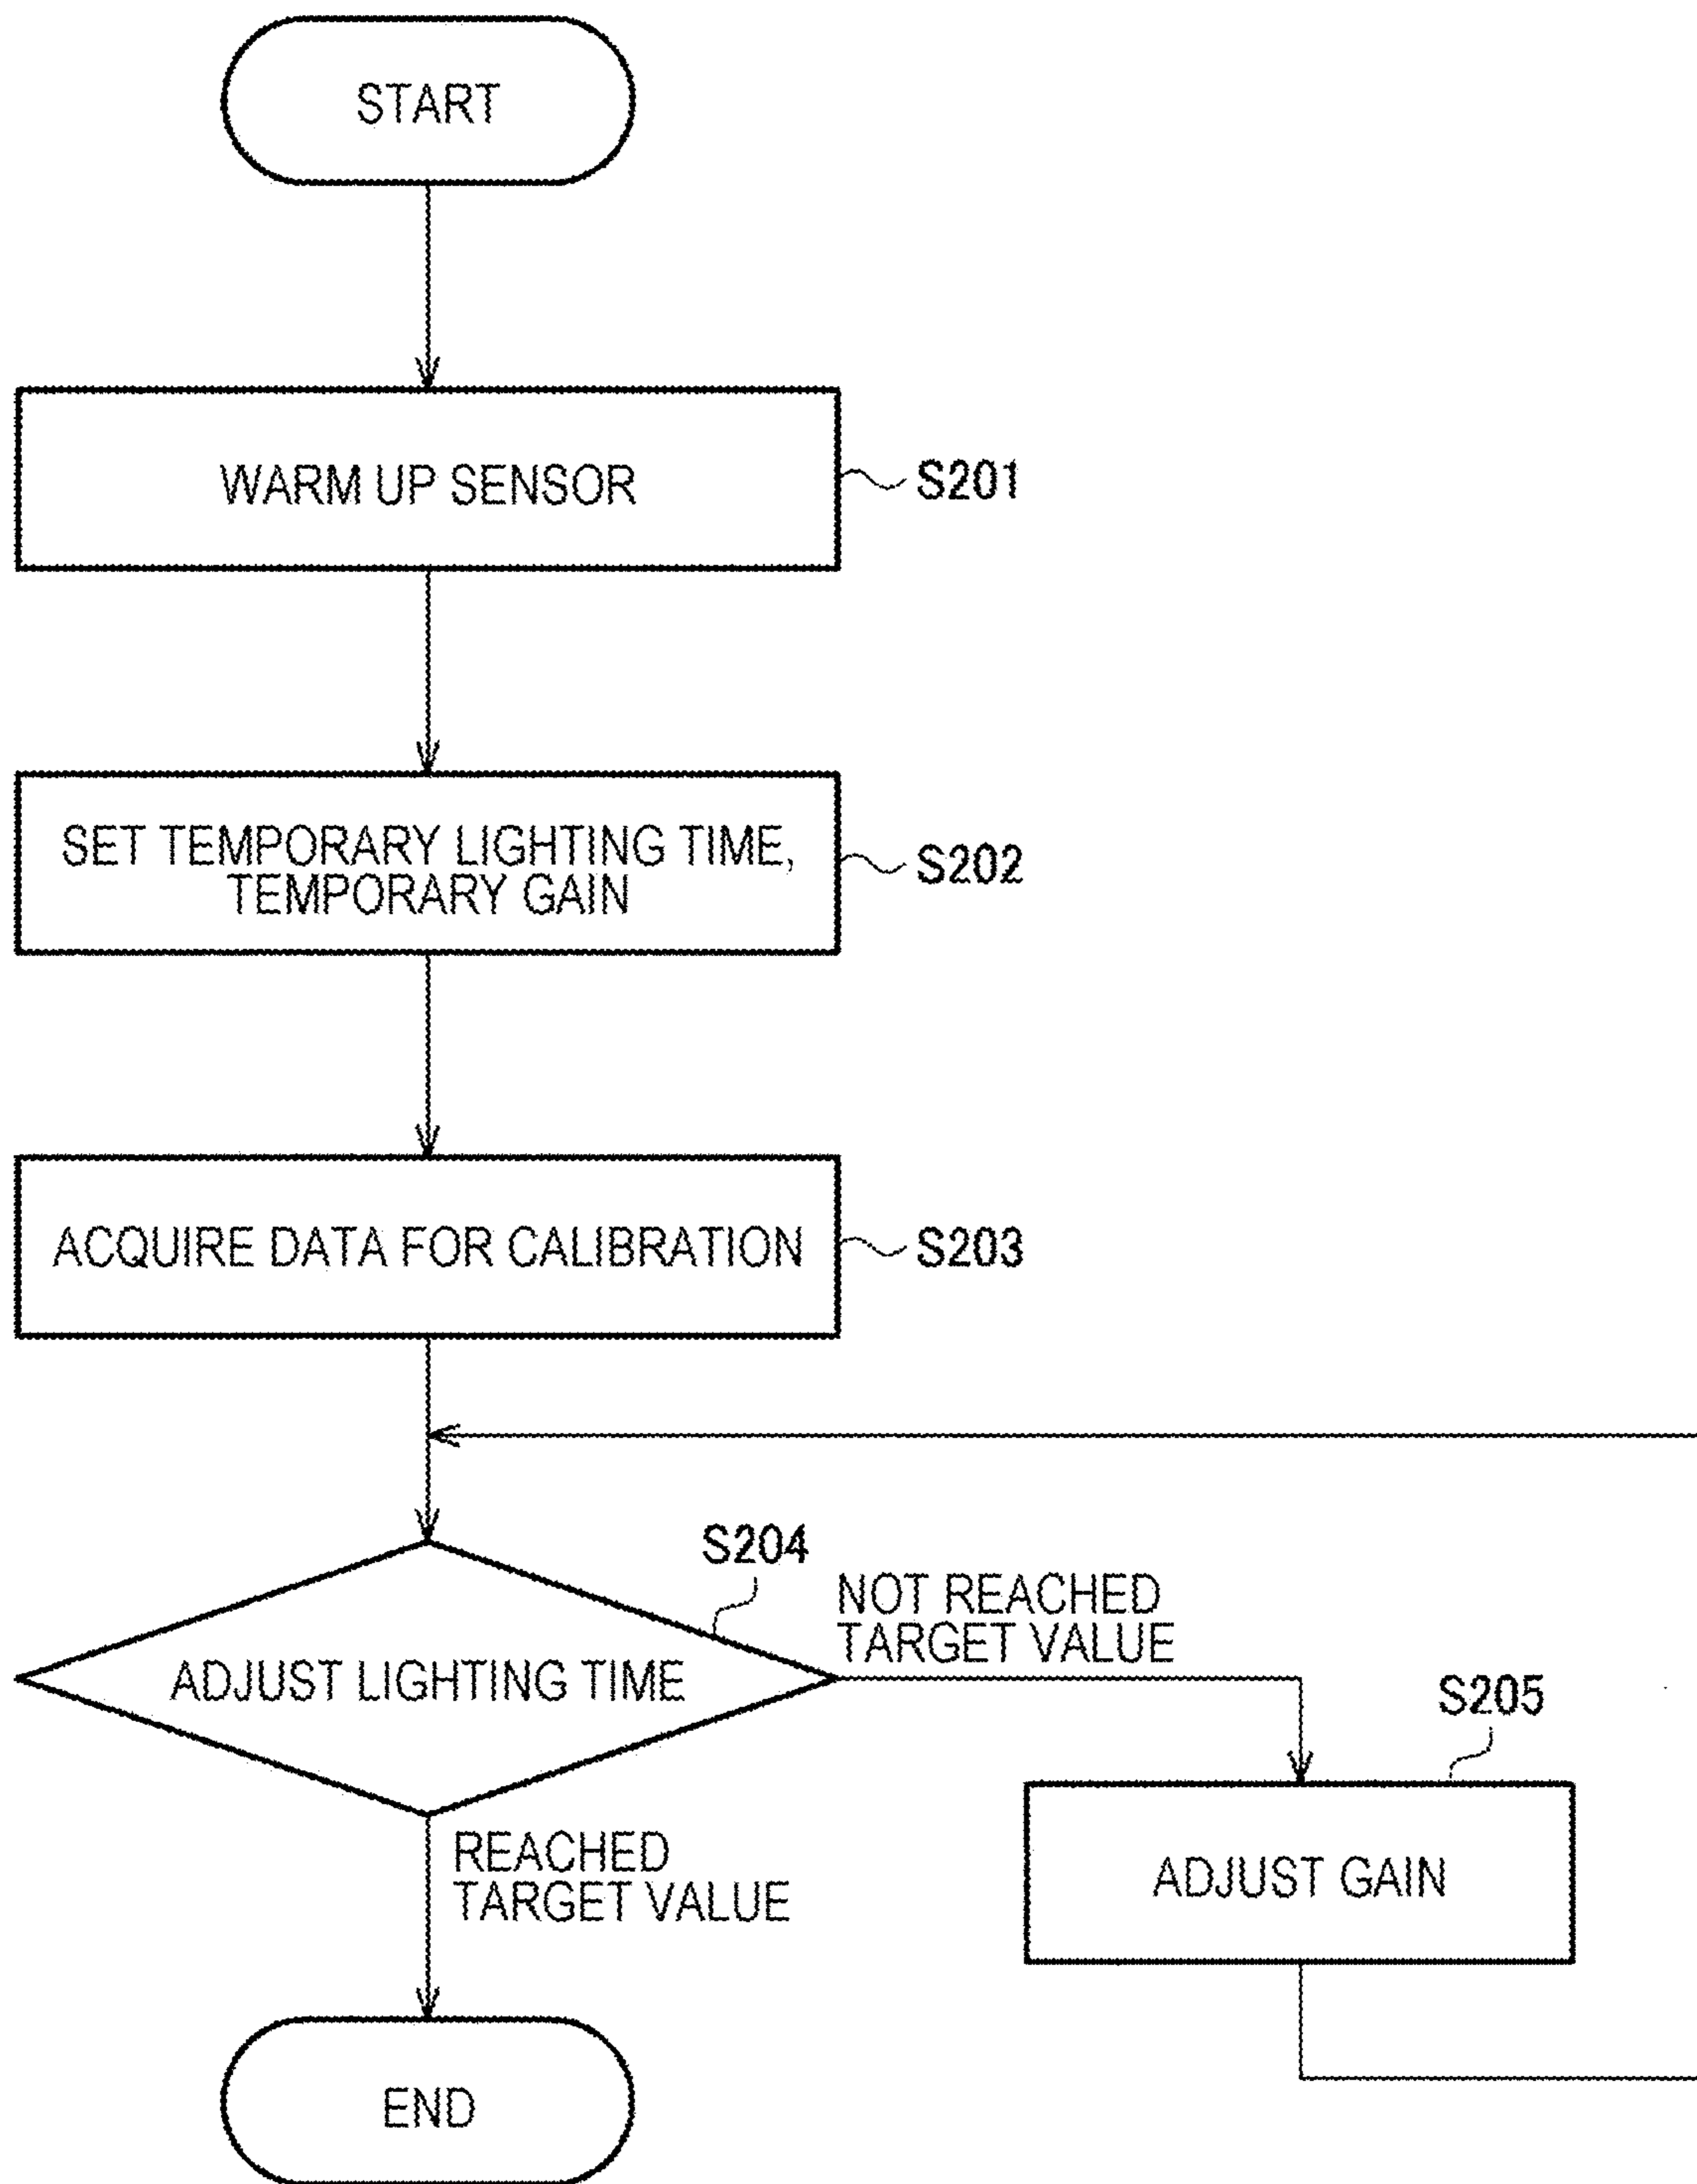 START
WARM UP SENSOR
S201
SET TEMPORARY LIGHTING TIME,
TEMPORARY GAIN
S202
ACQUIRE DATA FOR CALIBRATION
S203
S204
ADJUST LIGHTING TIME
NOT REACHED
TARGET VALUE
S205
ADJUST GAIN
REACHED
TARGET VALUE
END